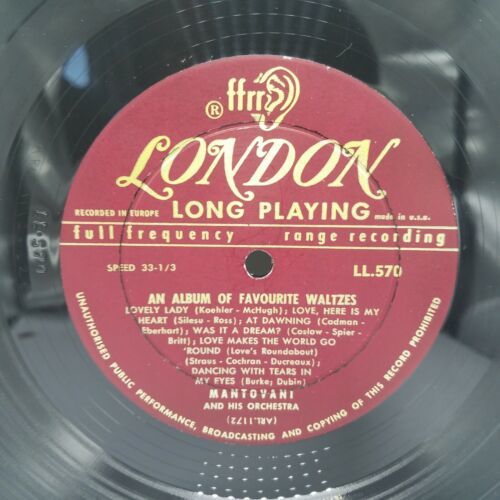 ffrr
®
LONDON
RECORDED IN EUROPE LONG PLAYING made in u.s.a.
full frequency range recording
SPEED 33-1/3 LL.570
AN ALBUM OF FAVOURITE WALTZES
LOVELY LADY (Koehler - McHugh); LOVE, HERE IS MY
HEART (Silesu - Ross); AT DAWNING (Cadman -
Eberhart); WAS IT A DREAM? (Coslow - Spier -
Britt); LOVE MAKES THE WORLD GO
'ROUND (Love's Roundabout)
(Straus - Cochran - Ducreaux);
DANCING WITH TEARS IN
MY EYES (Burke; Dubin)
MANTOVANI
AND HIS ORCHESTRA
(ARL.1172)
UNAUTHORISED PUBLIC PERFORMANCE, BROADCASTING AND COPYING OF THIS RECORD PROHIBITED